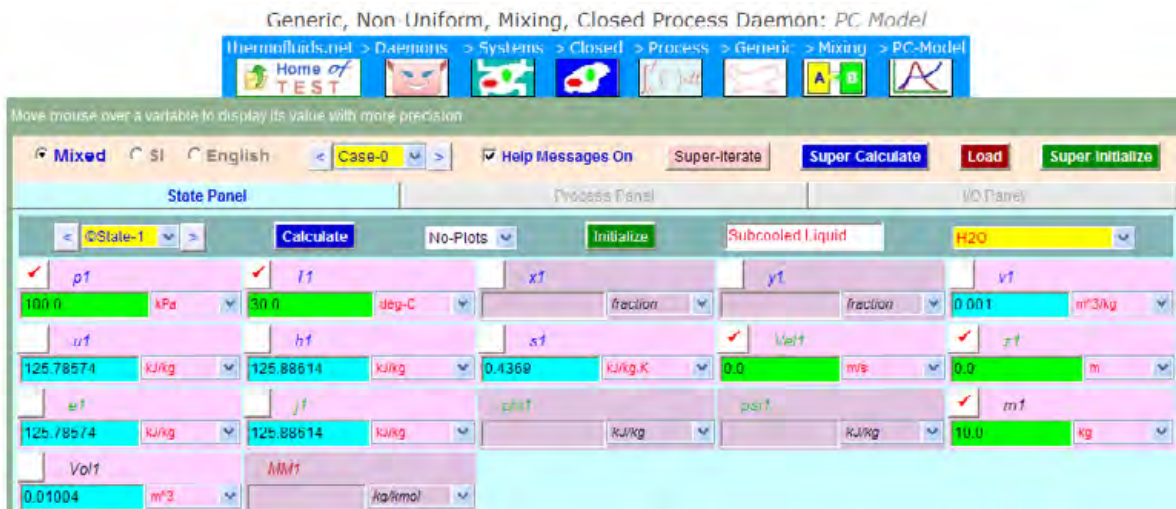 Generic, Non-Uniform, Mixing, Closed Process Daemon: PC Model
thermofluids.net > Daemons > Systems > Closed > Process > Generic > Mixing > PC-Model
Home of TEST A B
Move mouse over a variable to display its value with more precision
Mixed SI English < Case-0 > Help Messages On Super-Iterate Super Calculate Load Super Initialize
State Panel Process Panel I/O Panel
< ©State-1 > Calculate No-Plots Initialize Subcooled Liquid H2O
p1 T1 x1 y1 v1
100.0 kPa 30.0 deg-C fraction fraction 0.001 m^3/kg
u1 h1 s1 Vel1 z1
125.78574 kJ/kg 125.88614 kJ/kg 0.4369 kJ/kg.K 0.0 m/s 0.0 m
e1 j1 phi1 psi1 m1
125.78574 kJ/kg 125.88614 kJ/kg kJ/kg kJ/kg 10.0 kg
Vol1 MM1
0.01004 m^3 kg/kmol